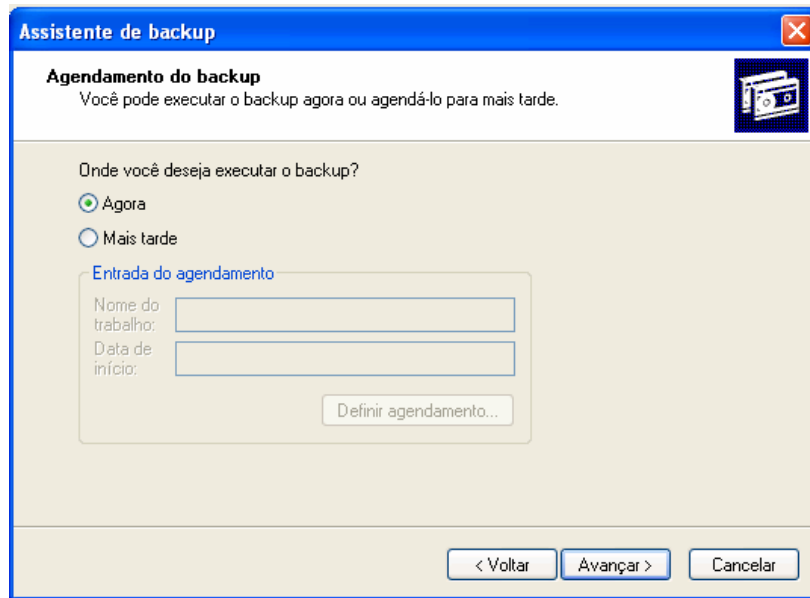 Assistente de backup
Agendamento do backup
Você pode executar o backup agora ou agendá-lo para mais tarde.
Onde você deseja executar o backup?
Agora
Mais tarde
Entrada do agendamento
Nome do
trabalho:
Data de
início:
Definir agendamento...
< Voltar
Avançar >
Cancelar